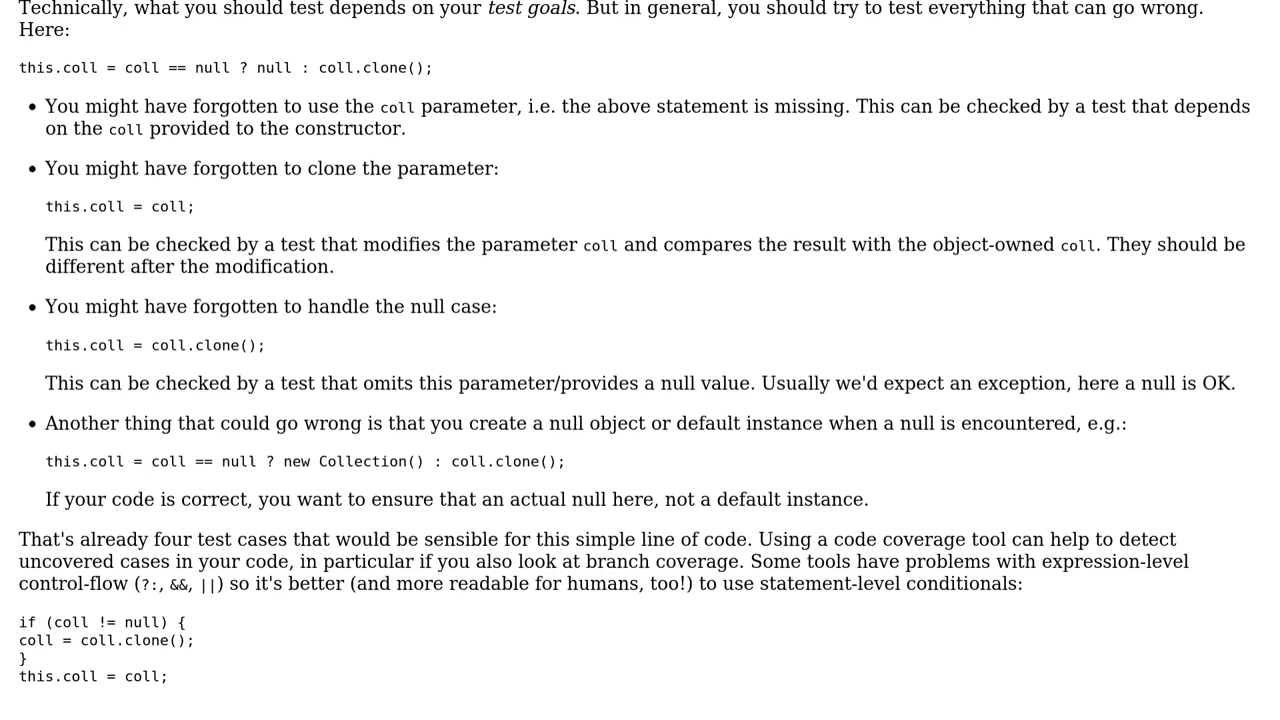 Technically, what you should test depends on your test goals. But in general, you should try to test everything that can go wrong.
Here:
this.coll = coll == null ? null : coll.clone();
• You might have forgotten to use the coll parameter, i.e. the above statement is missing. This can be checked by a test that depends
on the coll provided to the constructor.
• You might have forgotten to clone the parameter:
this.coll = coll;
This can be checked by a test that modifies the parameter coll and compares the result with the object-owned coll. They should be
different after the modification.
• You might have forgotten to handle the null case:
this.coll = coll.clone();
This can be checked by a test that omits this parameter/provides a null value. Usually we'd expect an exception, here a null is OK.
• Another thing that could go wrong is that you create a null object or default instance when a null is encountered, e.g.:
this.coll = coll == null ? new Collection() : coll.clone();
If your code is correct, you want to ensure that an actual null here, not a default instance.
That's already four test cases that would be sensible for this simple line of code. Using a code coverage tool can help to detect
uncovered cases in your code, in particular if you also look at branch coverage. Some tools have problems with expression-level
control-flow (?:, &&, ||) so it's better (and more readable for humans, too!) to use statement-level conditionals:
if (coll != null) {
coll = coll.clone();
}
this.coll = coll;